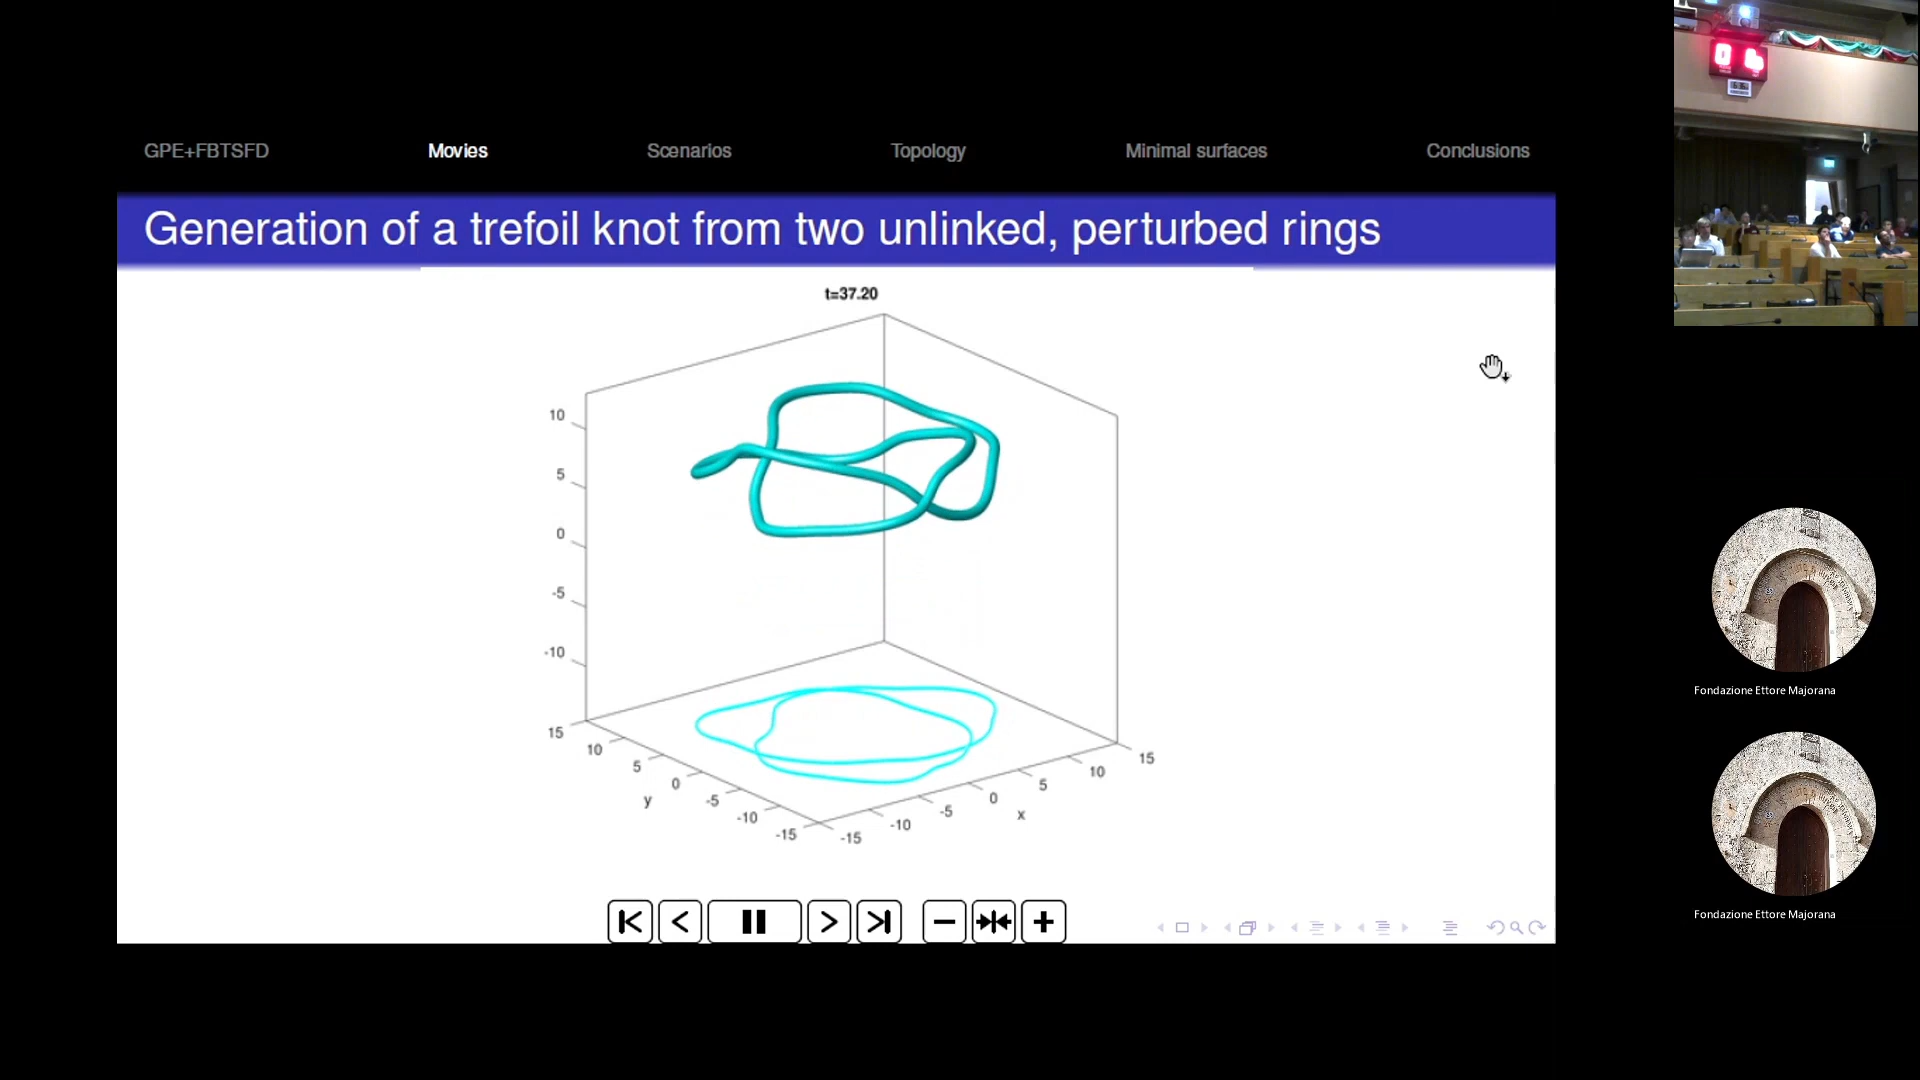 GPE+FBTSFD Movies Scenarios Topology Minimal surfaces Conclusions
Generation of a trefoil knot from two unlinked, perturbed rings
t=37.20
10
5
0
-5
-10
15
10
5
0
-5
-10
-15
y
-15
-10
-5
0
5
10
15
x
Fondazione Ettore Majorana
Fondazione Ettore Majorana